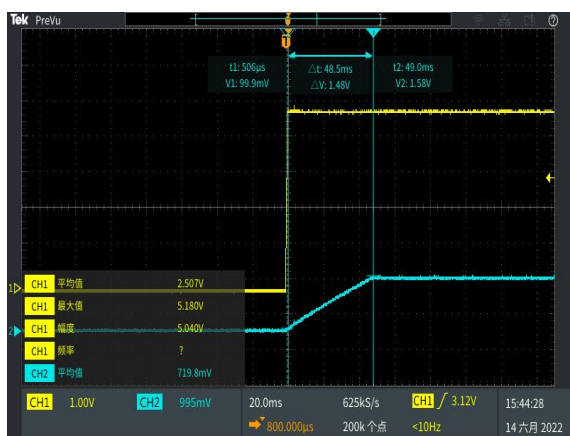 Tek PreVu
t1: 506µs △t: 48.5ms t2: 49.0ms
V1: 99.9mV △V: 1.48V V2: 1.58V
CH1 平均值 2.507V
CH1 最大值 5.180V
CH1 幅度 5.040V
CH1 频率 ?
CH2 平均值 719.8mV
CH1 1.00V CH2 995mV 20.0ms 625kS/s CH1 3.12V 15:44:28
800.000µs 200k 个点 <10Hz 14 六月 2022